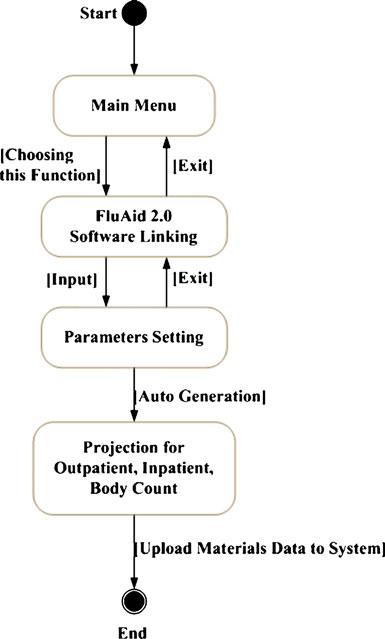 Start
Main Menu
[Choosing
this Function]
[Exit]
FluAid 2.0
Software Linking
[Input]
[Exit]
Parameters Setting
[Auto Generation]
Projection for
Outpatient, Inpatient,
Body Count
[Upload Materials Data to System]
End